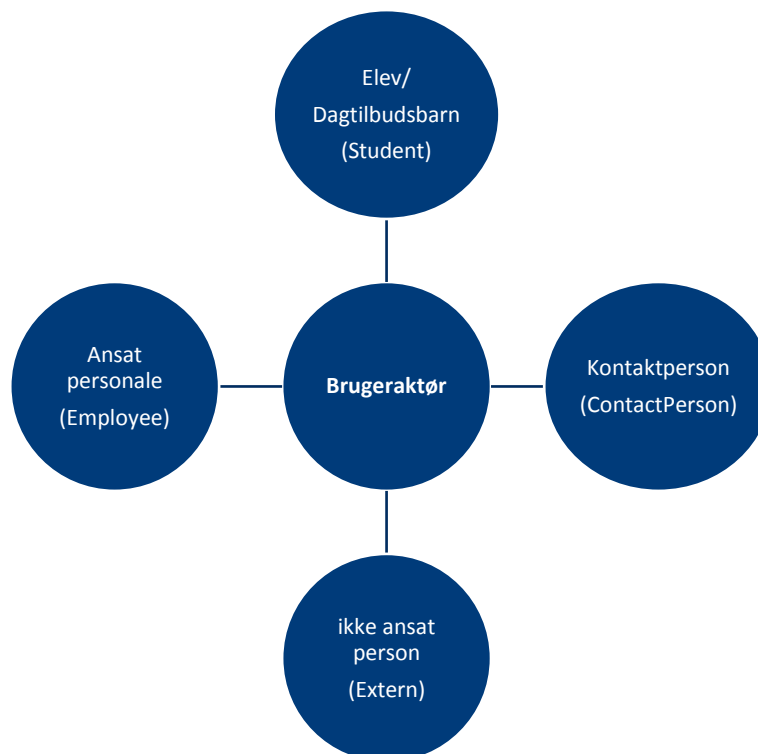 Elev/
Dagtilbudsbarn
(Student)
Ansat
personale
(Employee)
Brugeraktør
Kontaktperson
(ContactPerson)
ikke ansat
person
(Extern)